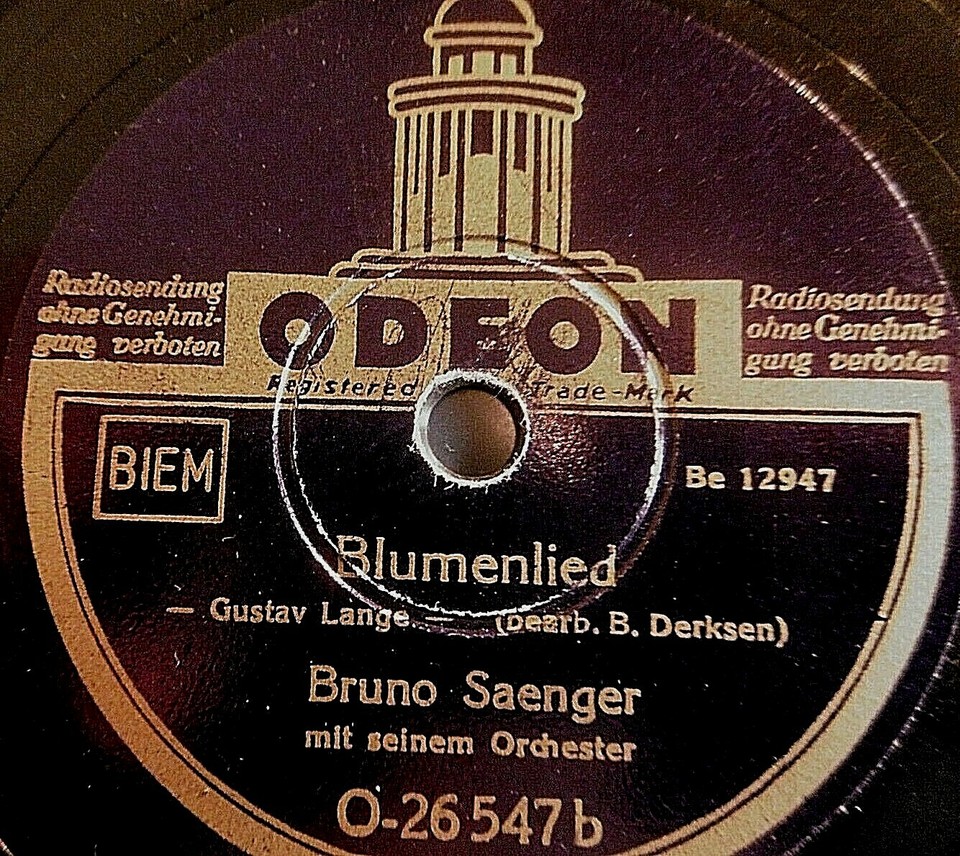 Radiosendung
ohne Genehmi-
gung verboten
ODEON
Registered Trade-Mark
Radiosendung
ohne Genehmi-
gung verboten
BIEM
Be 12947
Blumenlied
— Gustav Lange — (bearb. B. Derksen)
Bruno Saenger
mit seinem Orchester
O-26547b